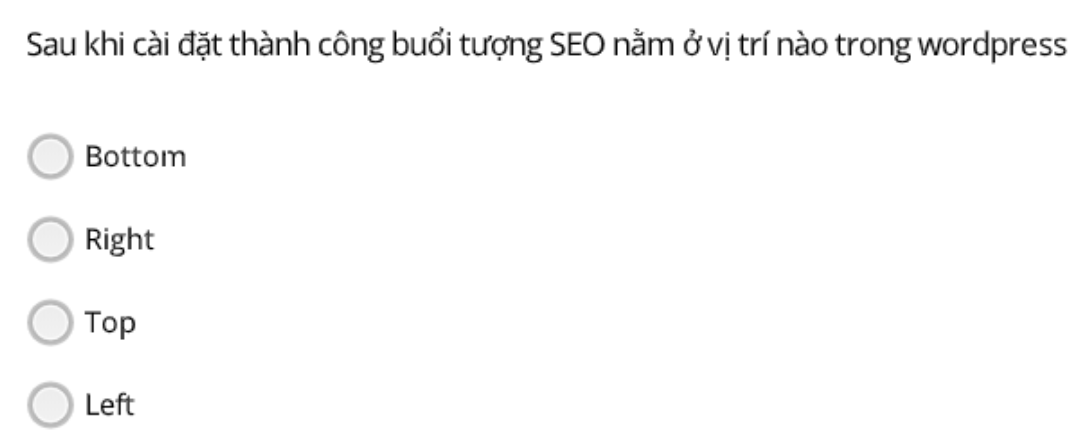 Sau khi cài đặt thành công buổi tượng SEO nằm ở vị trí nào trong wordpress
Bottom
Right
Top
Left